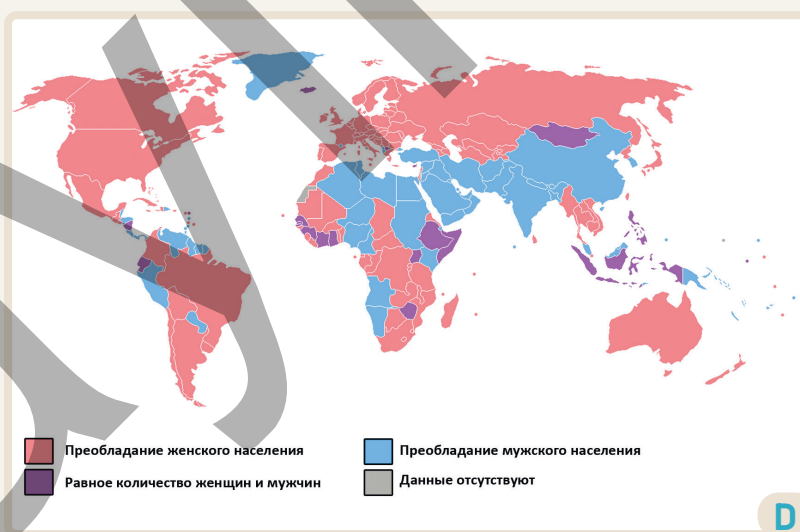 Преобладание женского населения
Преобладание мужского населения
Равное количество женщин и мужчин
Данные отсутствуют
D